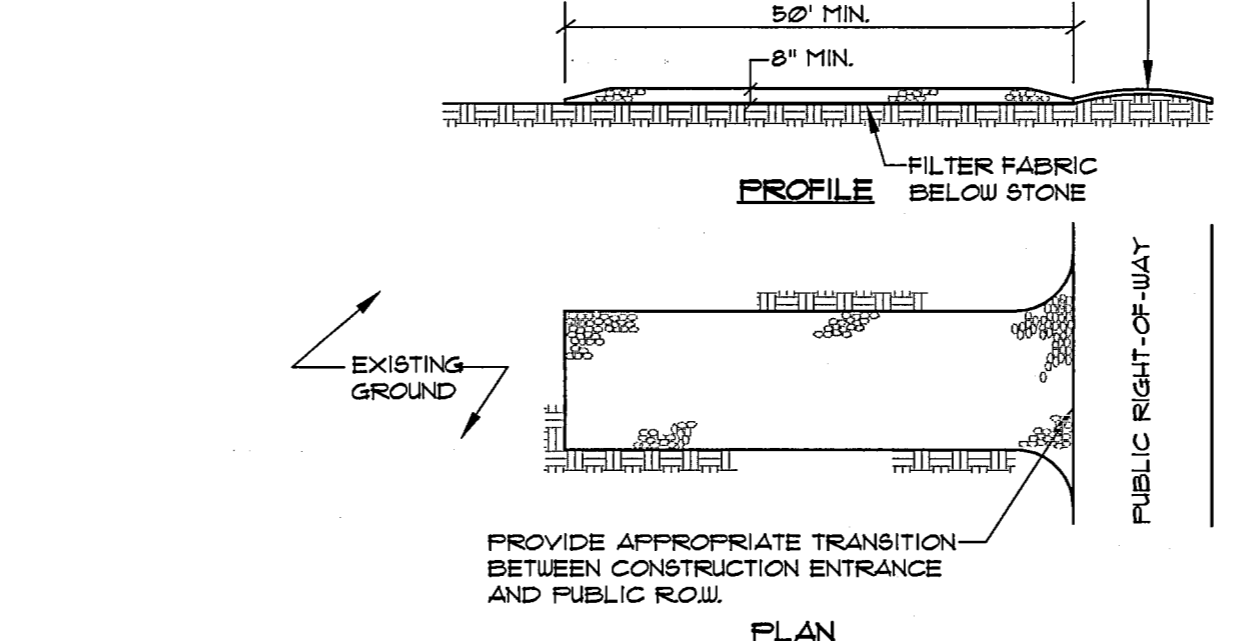 50' MIN.
8" MIN.
FILTER FABRIC
BELOW STONE
PROFILE
PUBLIC RIGHT-OF-WAY
EXISTING
GROUND
PROVIDE APPROPRIATE TRANSITION
BETWEEN CONSTRUCTION ENTRANCE
AND PUBLIC R.O.W.
PLAN